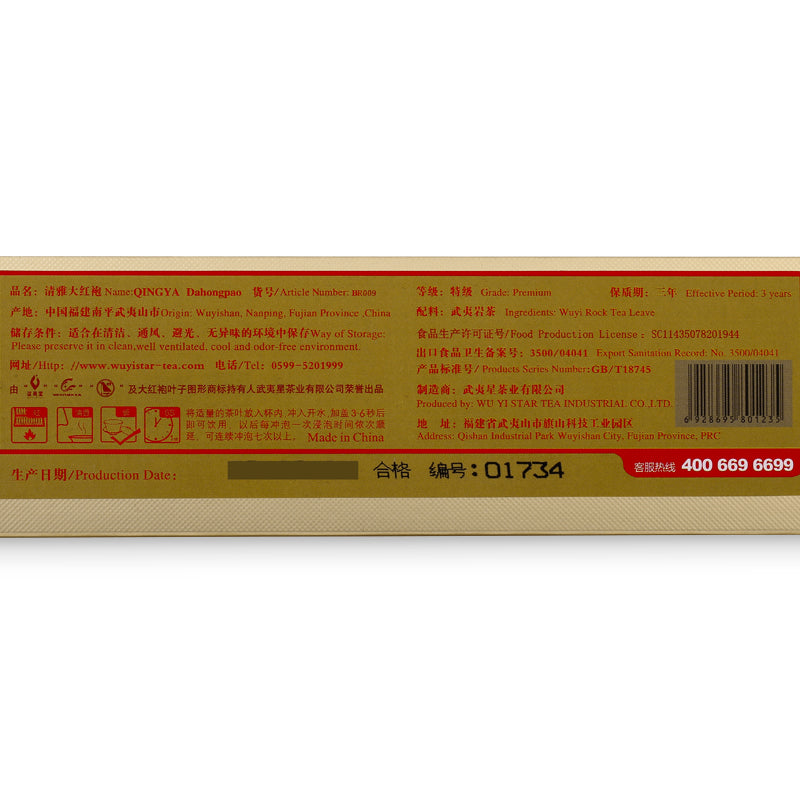 品名：清雅大红袍 Name:QINGYA Dahongpao 货号/Article Number: BR009
产地：中国福建南平武夷山市Origin: Wuyishan, Nanping, Fujian Province ,China
储存条件：适合在清洁、通风、避光、无异味的环境中保存Way of Storage:
Please preserve it in clean,well ventilated, cool and odor-free environment.
网址/Http: //www.wuyistar-tea.com 电话/Tel: 0599-5201999
由 及大红袍叶子图形商标持有人武夷星茶业有限公司荣誉出品
将适量的茶叶放入杯内,冲入开水,加盖3-6秒后
即可饮用，以后每冲泡一次浸泡时间依次顺
延，可连续冲泡七次以上。 Made in China
等级：特级 Grade: Premium 保质期：三年 Effective Period: 3 years
配料：武夷岩茶 Ingredients: Wuyi Rock Tea Leave
食品生产许可证号/Food Production License：SC11435078201944
出口食品卫生备案号：3500/04041 Export Sanitation Record: No. 3500/04041
产品标准号/ Products Series Number:GB/T18745
制造商：武夷星茶业有限公司
Produced by: WU YI STAR TEA INDUSTRIAL CO.,LTD.
地 址：福建省武夷山市旗山科技工业园区
Address: Qishan Industrial Park Wuyishan City, Fujian Province, PRC
6 928695 801235
生产日期/Production Date： 合格 编号:01734
客服热线 400 669 6699